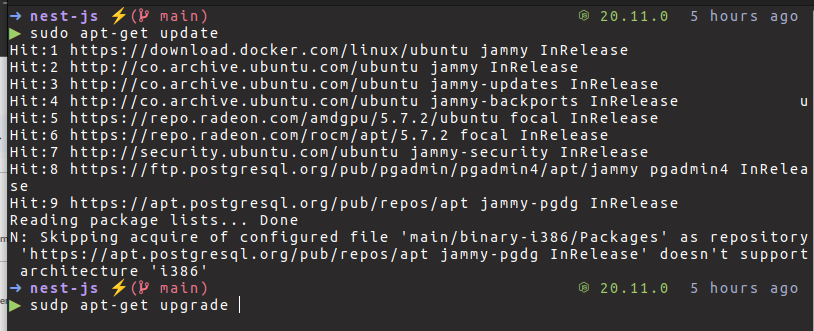 → nest-js ⚡( main) 20.11.0 5 hours ago
▶ sudo apt-get update
Hit:1 https://download.docker.com/linux/ubuntu jammy InRelease
Hit:2 http://co.archive.ubuntu.com/ubuntu jammy InRelease
Hit:3 http://co.archive.ubuntu.com/ubuntu jammy-updates InRelease
Hit:4 http://co.archive.ubuntu.com/ubuntu jammy-backports InRelease u
Hit:5 https://repo.radeon.com/amdgpu/5.7.2/ubuntu focal InRelease
Hit:6 https://repo.radeon.com/rocm/apt/5.7.2 focal InRelease
Hit:7 http://security.ubuntu.com/ubuntu jammy-security InRelease
Hit:8 https://ftp.postgresql.org/pub/pgadmin/pgadmin4/apt/jammy pgadmin4 InRelea
se
Hit:9 https://apt.postgresql.org/pub/repos/apt jammy-pgdg InRelease
Reading package lists... Done
N: Skipping acquire of configured file 'main/binary-i386/Packages' as repository
'https://apt.postgresql.org/pub/repos/apt jammy-pgdg InRelease' doesn't support
architecture 'i386'
→ nest-js ⚡( main) 20.11.0 5 hours ago
▶ sudp apt-get upgrade